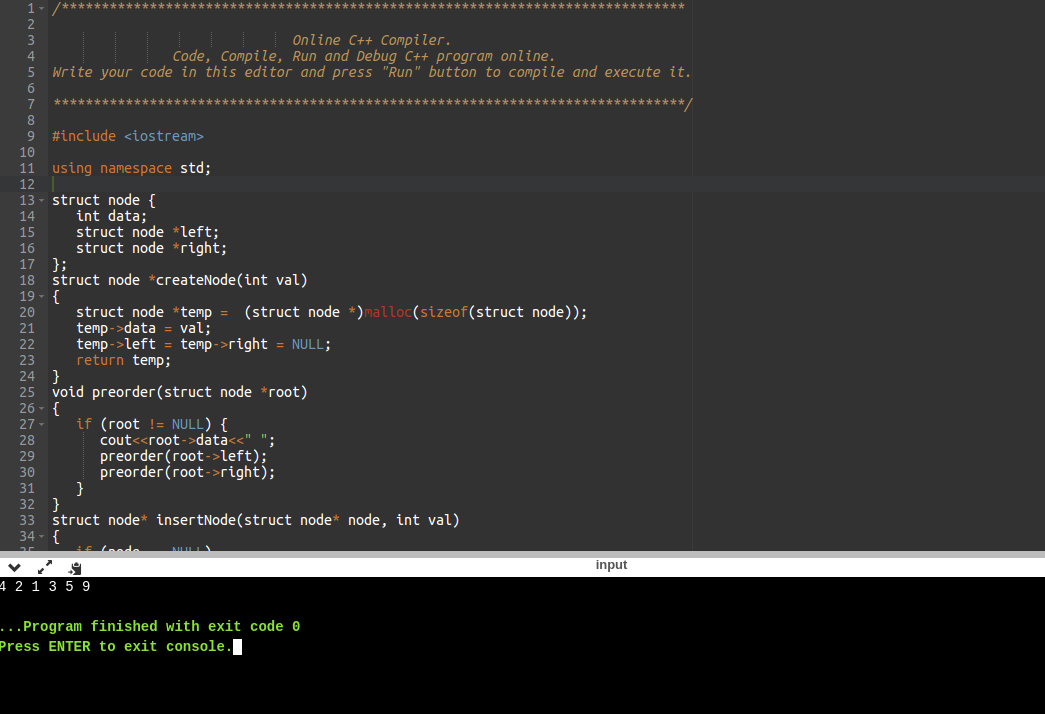 1 /******************************************************************************
2
3 Online C++ Compiler.
4 Code, Compile, Run and Debug C++ program online.
5 Write your code in this editor and press "Run" button to compile and execute it.
6
7 *******************************************************************************/
8
9 #include <iostream>
10
11 using namespace std;
12
13 struct node {
14    int data;
15    struct node *left;
16    struct node *right;
17 };
18 struct node *createNode(int val)
19 {
20    struct node *temp =  (struct node *)malloc(sizeof(struct node));
21    temp->data = val;
22    temp->left = temp->right = NULL;
23    return temp;
24 }
25 void preorder(struct node *root)
26 {
27    if (root != NULL) {
28       cout<<root->data<<" ";
29       preorder(root->left);
30       preorder(root->right);
31    }
32 }
33 struct node* insertNode(struct node* node, int val)
34 {
35    if (node == NULL)
input
4 2 1 3 5 9
...Program finished with exit code 0
Press ENTER to exit console.